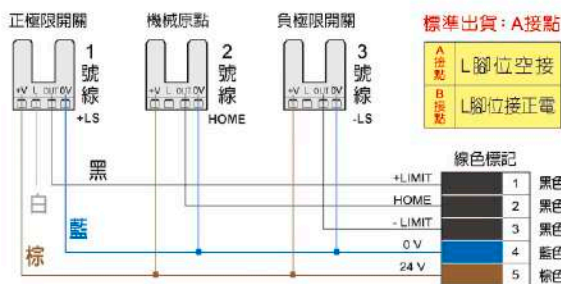 正極限開關
機械原點
負極限開關
標準出貨：A接點
1號線
2號線
3號線
+V L OUT 0V
+V L OUT 0V
+V L OUT 0V
+LS
HOME
-LS
A接點 L腳位空接
B接點 L腳位接正電
線色標記
黑
白
藍
棕
+LIMIT 1 黑色
HOME 2 黑色
- LIMIT 3 黑色
0 V 4 藍色
24 V 5 棕色